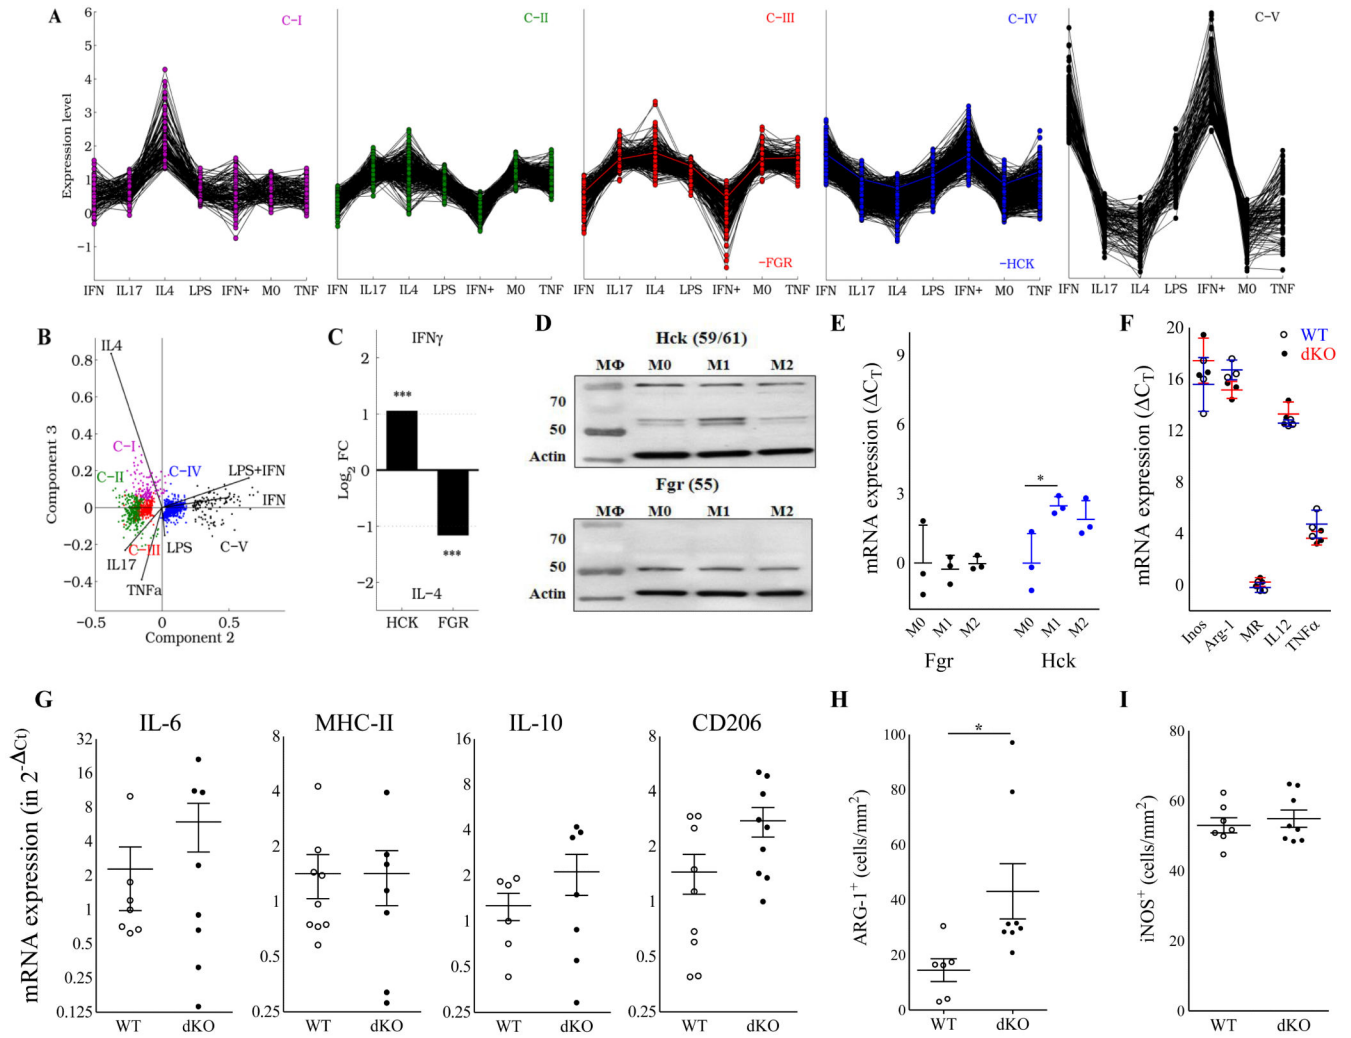 A
C-I
C-II
C-III
C-IV
C-V
Expression level
6
5
4
3
2
1
0
−1
-FGR
-HCK
IFN IL17 IL4 LPS IFN+ M0 TNF
IFN IL17 IL4 LPS IFN+ M0 TNF
IFN IL17 IL4 LPS IFN+ M0 TNF
IFN IL17 IL4 LPS IFN+ M0 TNF
IFN IL17 IL4 LPS IFN+ M0 TNF
B
Component 3
0.8
0.6
0.4
0.2
0
−0.2
−0.4
IL4
C-I
C-II
C-IV
LPS+IFN
IFN
C-III
LPS
C-V
IL17
TNFa
−0.5 0 0.5
Component 2
C
IFNγ
Log2 FC
2
1
0
−1
−2
***
***
IL-4
HCK FGR
D
Hck (59/61)
MΦ M0 M1 M2
70
50
Actin
Fgr (55)
MΦ M0 M1 M2
70
50
Actin
E
mRNA expression (ΔCT)
9
6
3
0
*
M0 M1 M2 M0 M1 M2
Fgr Hck
F
mRNA expression (ΔCT)
20
16
12
8
4
0
WT
dKO
Inos Arg-1 MR IL12 TNFα
G
mRNA expression (in 2-ΔCt)
IL-6
32
16
8
4
2
1
0.5
0.25
0.125
WT dKO
MHC-II
8
4
2
1
0.5
0.25
WT dKO
IL-10
16
8
4
2
1
0.5
0.25
WT dKO
CD206
8
4
2
1
0.5
0.25
WT dKO
H
ARG-1+ (cells/mm2)
100
80
60
40
20
0
*
WT dKO
I
iNOS+ (cells/mm2)
80
60
40
20
0
WT dKO